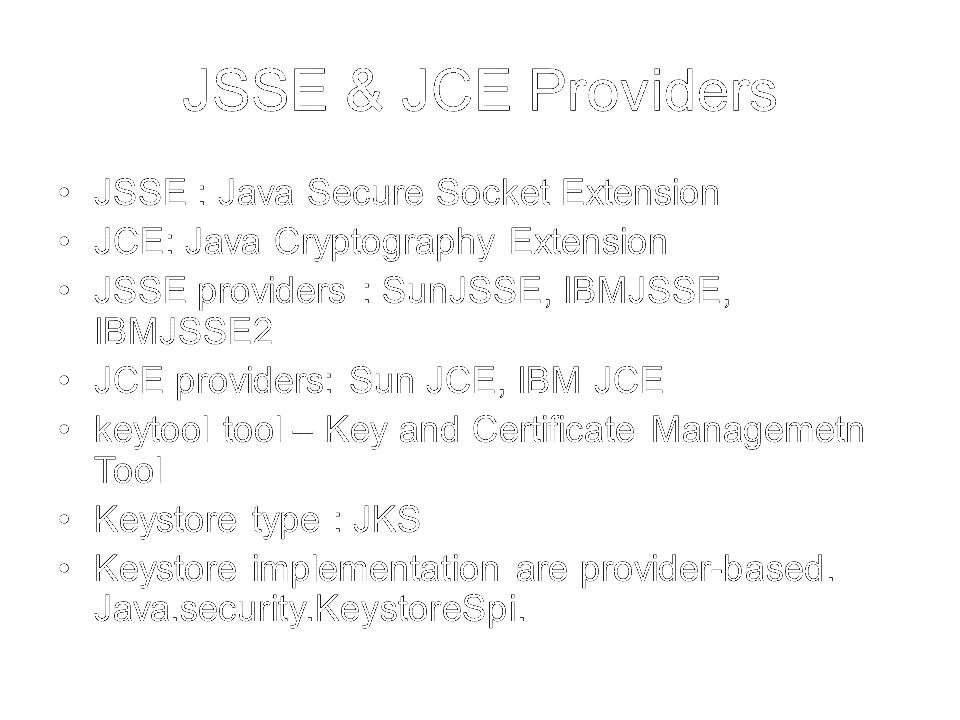 JSSE & JCE Providers
• JSSE : Java Secure Socket Extension
• JCE: Java Cryptography Extension
• JSSE providers : SunJSSE, IBMJSSE,
IBMJSSE2
• JCE providers: Sun JCE, IBM JCE
• keytool tool – Key and Certificate Managemetn
Tool
• Keystore type : JKS
• Keystore implementation are provider-based.
Java.security.KeystoreSpi.